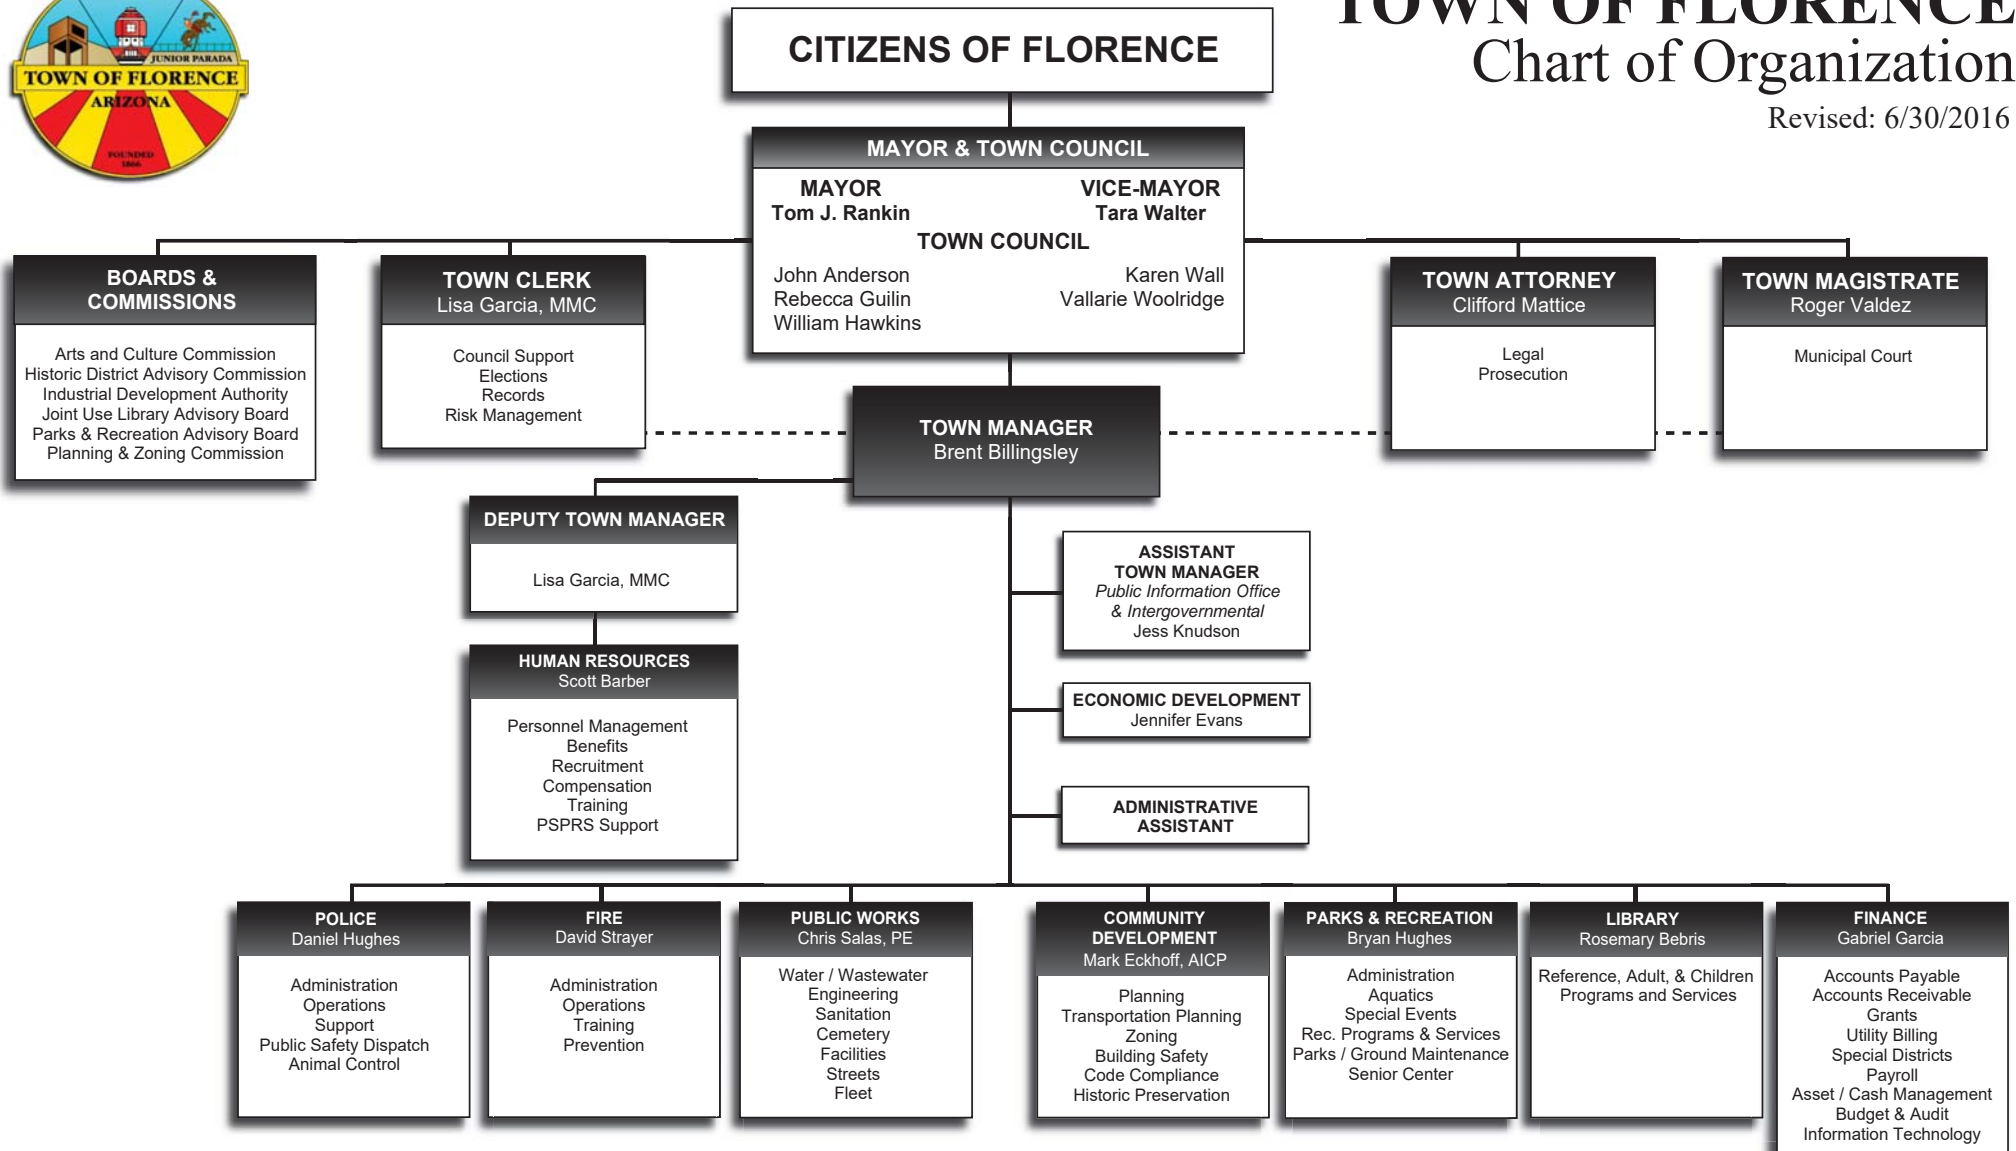 JUNIOR PARADA
TOWN OF FLORENCE
ARIZONA
FOUNDED
1866
TOWN OF FLORENCE
Chart of Organization
Revised: 6/30/2016
CITIZENS OF FLORENCE
MAYOR & TOWN COUNCIL
MAYOR
Tom J. Rankin
VICE-MAYOR
Tara Walter
TOWN COUNCIL
John Anderson
Rebecca Guilin
William Hawkins
Karen Wall
Vallarie Woolridge
BOARDS &
COMMISSIONS
Arts and Culture Commission
Historic District Advisory Commission
Industrial Development Authority
Joint Use Library Advisory Board
Parks & Recreation Advisory Board
Planning & Zoning Commission
TOWN CLERK
Lisa Garcia, MMC
Council Support
Elections
Records
Risk Management
TOWN ATTORNEY
Clifford Mattice
Legal
Prosecution
TOWN MAGISTRATE
Roger Valdez
Municipal Court
TOWN MANAGER
Brent Billingsley
DEPUTY TOWN MANAGER
Lisa Garcia, MMC
HUMAN RESOURCES
Scott Barber
Personnel Management
Benefits
Recruitment
Compensation
Training
PSPRS Support
ASSISTANT
TOWN MANAGER
Public Information Office
& Intergovernmental
Jess Knudson
ECONOMIC DEVELOPMENT
Jennifer Evans
ADMINISTRATIVE
ASSISTANT
POLICE
Daniel Hughes
Administration
Operations
Support
Public Safety Dispatch
Animal Control
FIRE
David Strayer
Administration
Operations
Training
Prevention
PUBLIC WORKS
Chris Salas, PE
Water / Wastewater
Engineering
Sanitation
Cemetery
Facilities
Streets
Fleet
COMMUNITY
DEVELOPMENT
Mark Eckhoff, AICP
Planning
Transportation Planning
Zoning
Building Safety
Code Compliance
Historic Preservation
PARKS & RECREATION
Bryan Hughes
Administration
Aquatics
Special Events
Rec. Programs & Services
Parks / Ground Maintenance
Senior Center
LIBRARY
Rosemary Bebris
Reference, Adult, & Children
Programs and Services
FINANCE
Gabriel Garcia
Accounts Payable
Accounts Receivable
Grants
Utility Billing
Special Districts
Payroll
Asset / Cash Management
Budget & Audit
Information Technology